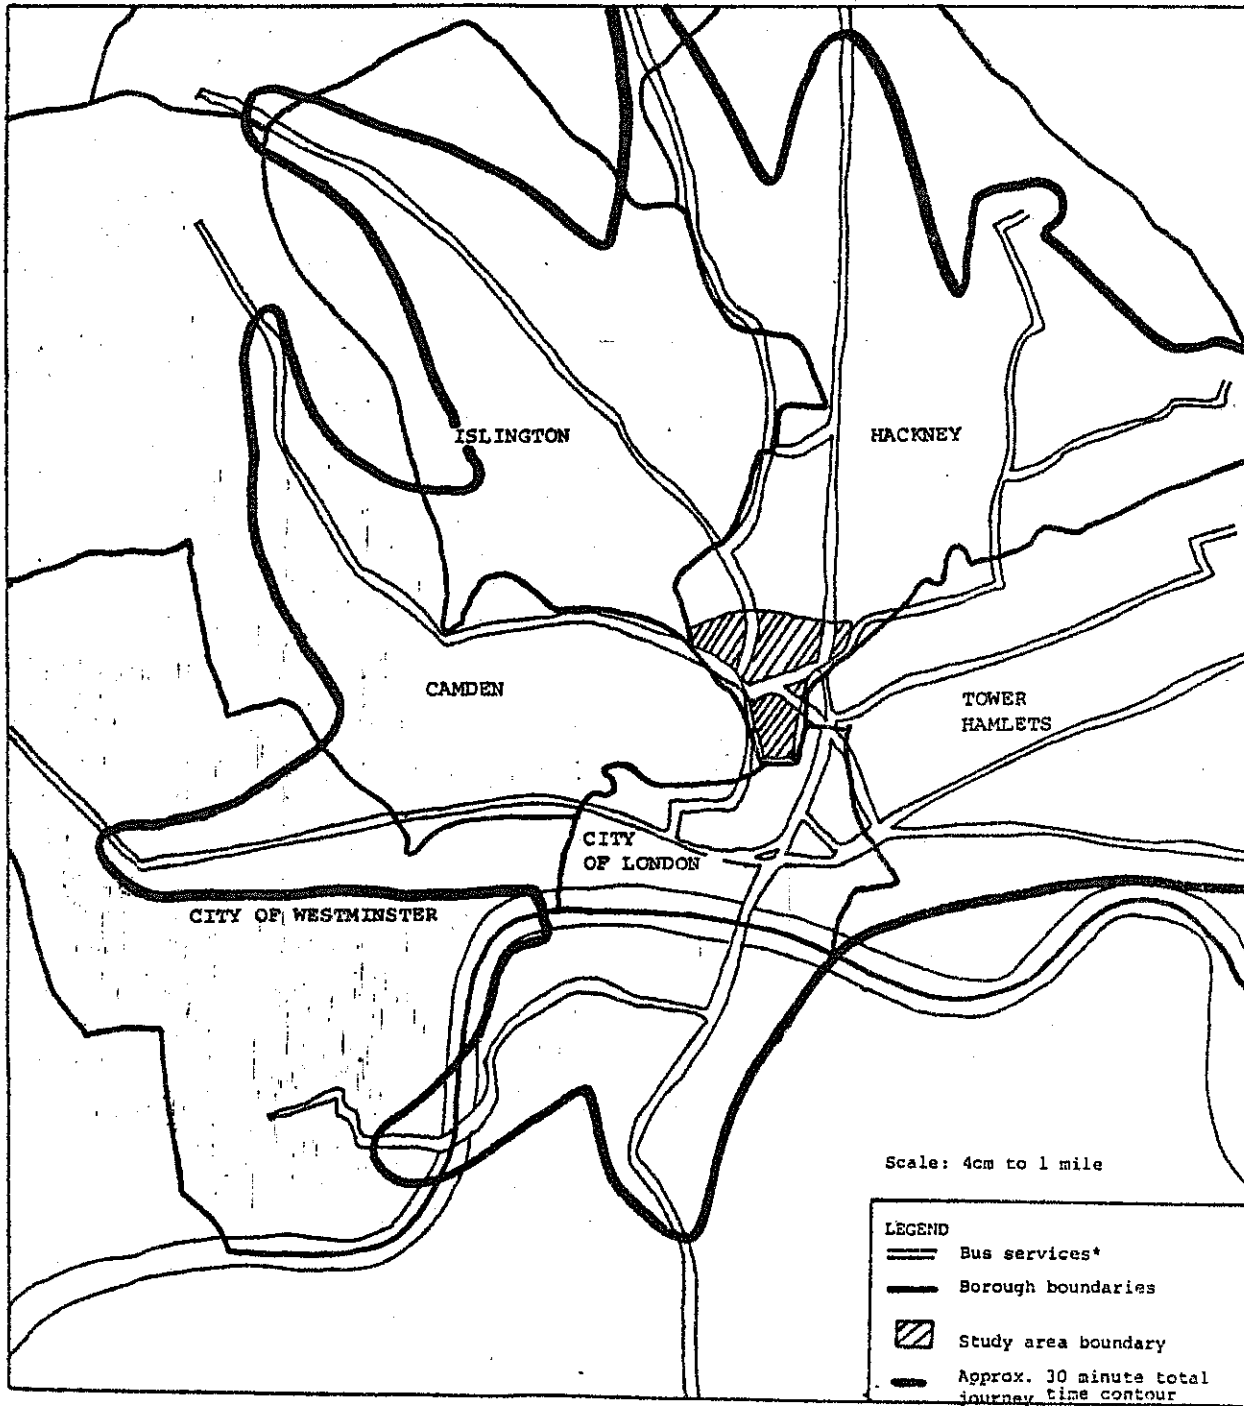 ISLINGTON
HACKNEY
CAMDEN
TOWER
HAMLETS
CITY
OF LONDON
CITY OF WESTMINSTER
Scale: 4cm to 1 mile
LEGEND
Bus services*
Borough boundaries
Study area boundary
Approx. 30 minute total
journey time contour